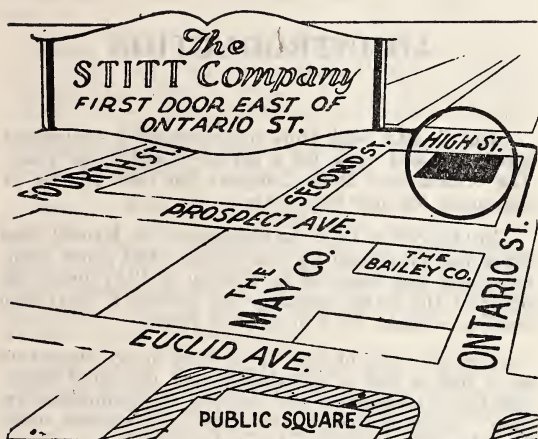 The
STITT Company
FIRST DOOR EAST OF
ONTARIO ST.
HIGH ST.
FOURTH ST.
SECOND ST.
PROSPECT AVE.
THE
BAILEY CO.
THE
MAY CO.
ONTARIO ST.
EUCLID AVE.
PUBLIC SQUARE